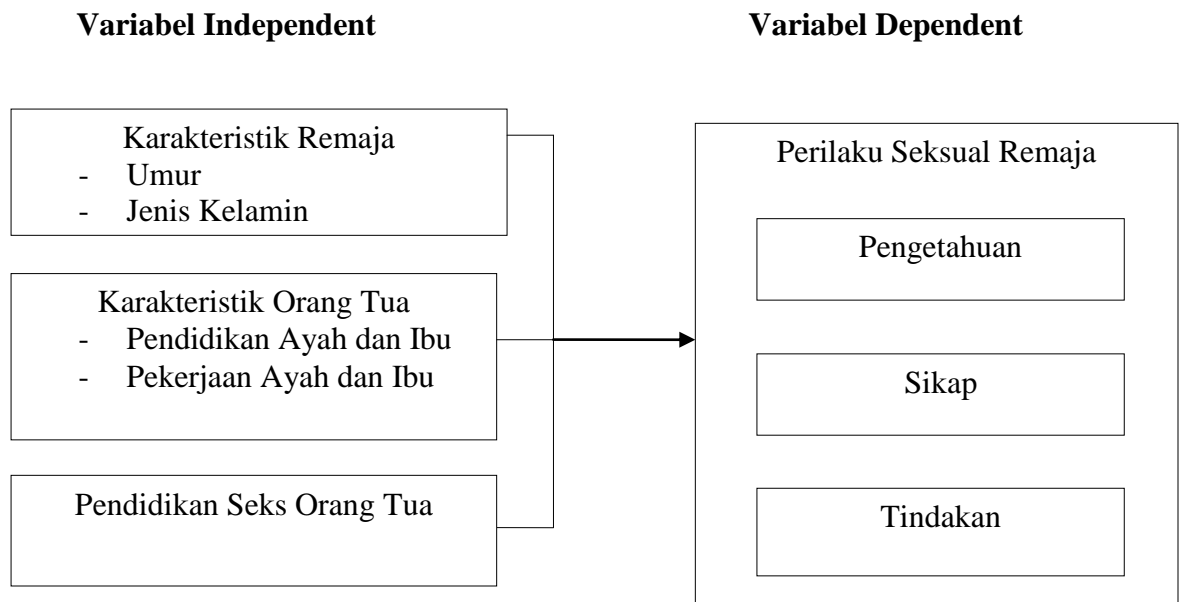 Variabel Independent
Variabel Dependent
Karakteristik Remaja
- Umur
- Jenis Kelamin
Karakteristik Orang Tua
- Pendidikan Ayah dan Ibu
- Pekerjaan Ayah dan Ibu
Pendidikan Seks Orang Tua
Perilaku Seksual Remaja
Pengetahuan
Sikap
Tindakan